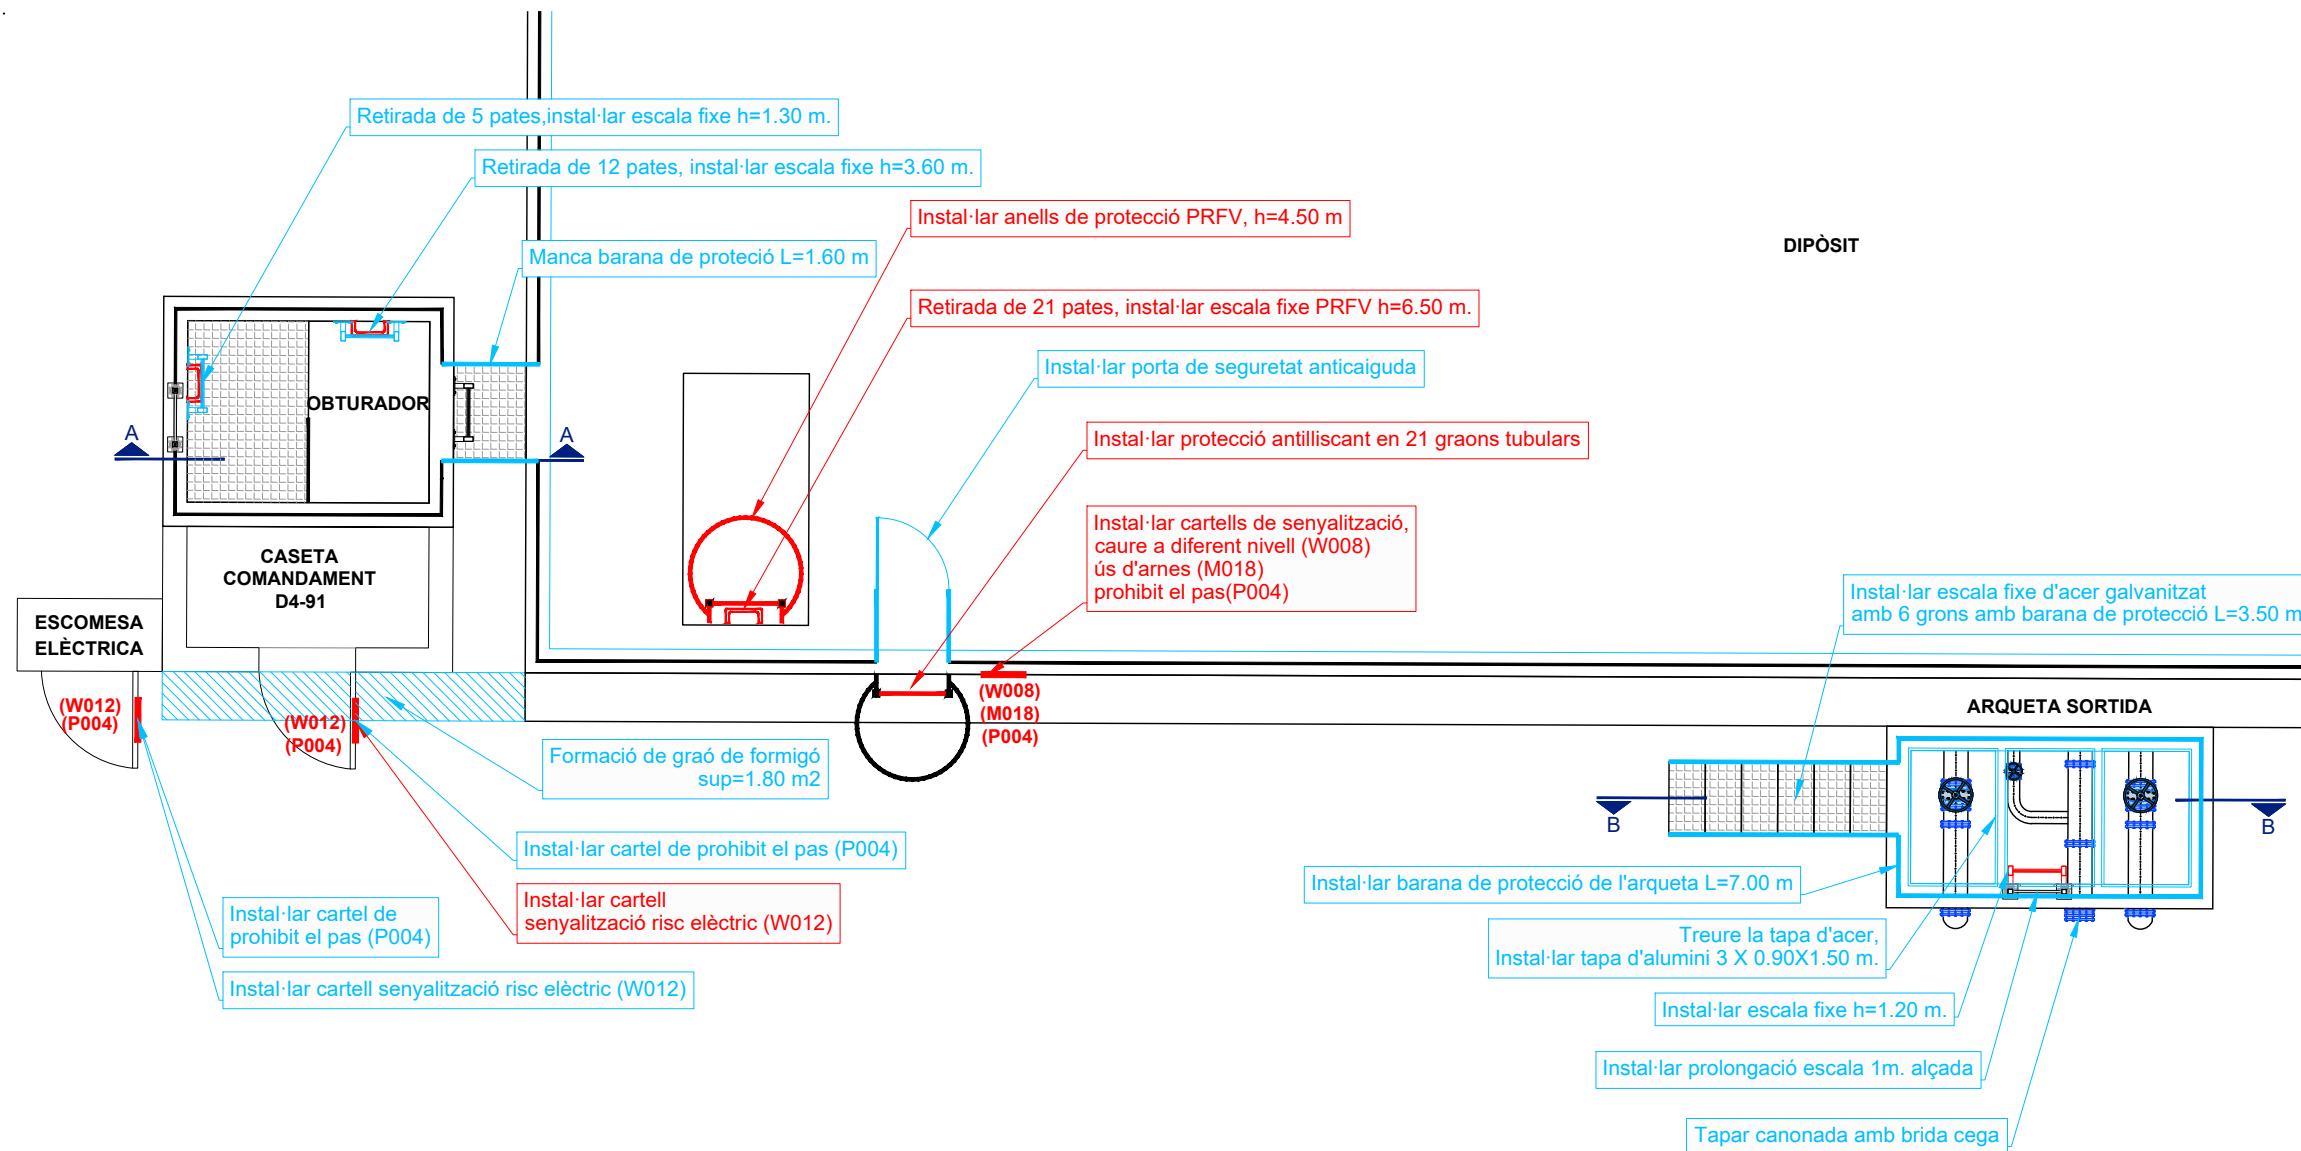 Retirada de 5 pates,instal·lar escala fixe h=1.30 m.
Retirada de 12 pates, instal·lar escala fixe h=3.60 m.
Instal·lar anells de protecció PRFV, h=4.50 m
Manca barana de proteció L=1.60 m
DIPÒSIT
Retirada de 21 pates, instal·lar escala fixe PRFV h=6.50 m.
Instal·lar porta de seguretat anticaiguda
OBTURADOR
A
A
Instal·lar protecció antilliscant en 21 graons tubulars
Instal·lar cartells de senyalització,
caure a diferent nivell (W008)
ús d'arnes (M018)
prohibit el pas(P004)
CASETA
COMANDAMENT
D4-91
ESCOMESA
ELÈCTRICA
Instal·lar escala fixe d'acer galvanitzat
amb 6 grons amb barana de protecció L=3.50 m
(W012)
(P004)
(W012)
(P004)
(W008)
(M018)
(P004)
ARQUETA SORTIDA
Formació de graó de formigó
sup=1.80 m2
B
B
Instal·lar cartel de prohibit el pas (P004)
Instal·lar barana de protecció de l'arqueta L=7.00 m
Instal·lar cartell
senyalització risc elèctric (W012)
Instal·lar cartel de
prohibit el pas (P004)
Treure la tapa d'acer,
Instal·lar tapa d'alumini 3 X 0.90X1.50 m.
Instal·lar cartell senyalització risc elèctric (W012)
Instal·lar escala fixe h=1.20 m.
Instal·lar prolongació escala 1m. alçada
Tapar canonada amb brida cega